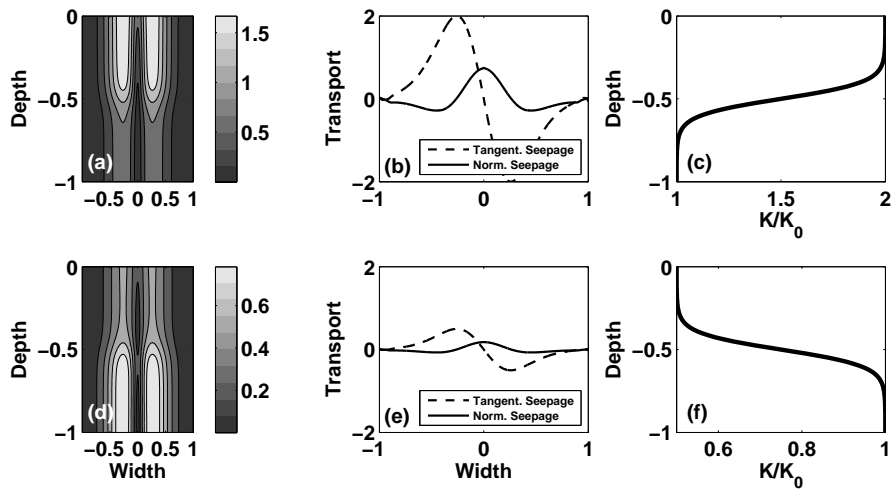 0
−0.5
−1
Depth
(a)
−0.5 0 0.5 1
1.5
1
0.5
2
0
−2
Transport
(b)
Tangent. Seepage
Norm. Seepage
−1 0 1
0
−0.5
−1
Depth
(c)
1 1.5 2
K/K0
0
−0.5
−1
Depth
(d)
−0.5 0 0.5 1
Width
0.6
0.4
0.2
2
0
−2
Transport
(e)
Tangent. Seepage
Norm. Seepage
−1 0 1
Width
0
−0.5
−1
Depth
(f)
0.6 0.8 1
K/K0